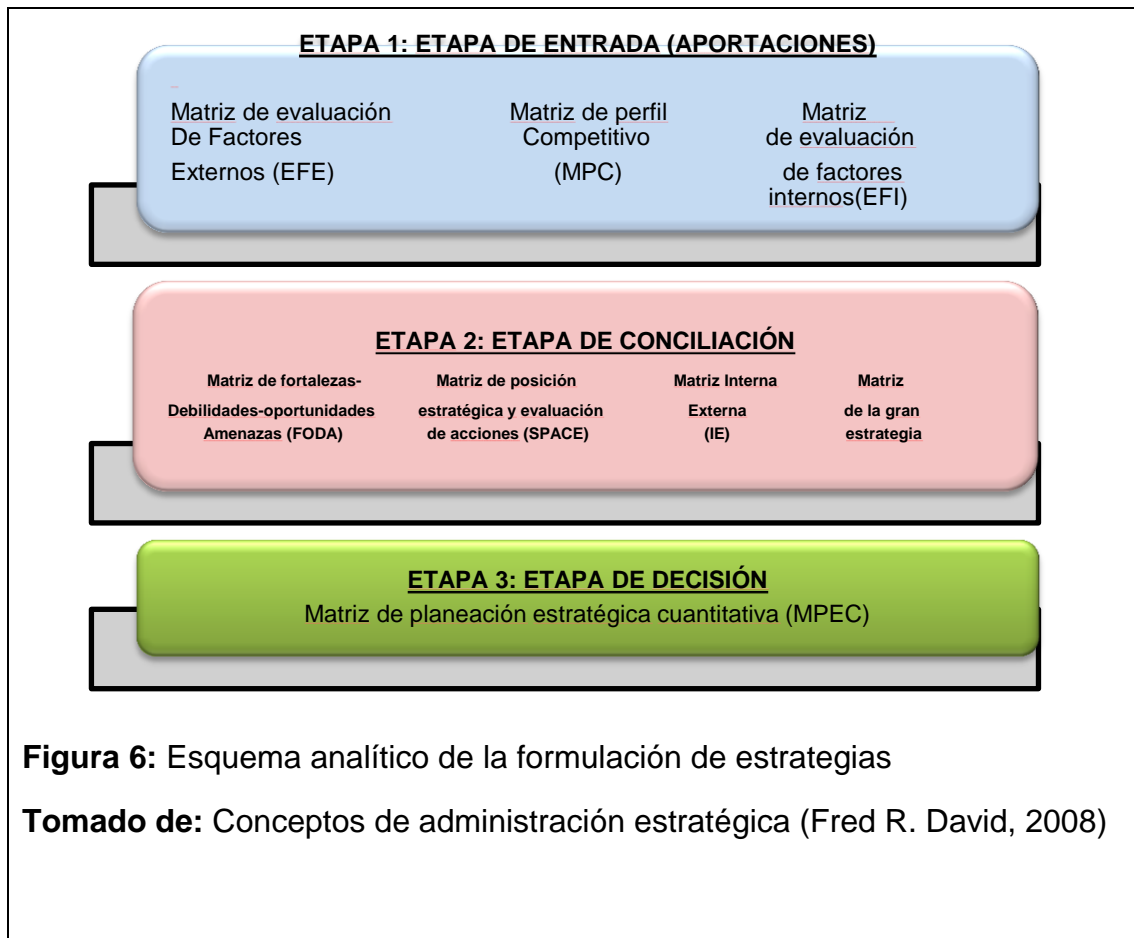 ETAPA 1: ETAPA DE ENTRADA (APORTACIONES)
Matriz de evaluación
De Factores
Externos (EFE)
Matriz de perfil
Competitivo
(MPC)
Matriz
de evaluación
de factores
internos(EFI)
ETAPA 2: ETAPA DE CONCILIACIÓN
Matriz de fortalezas-
Debilidades-oportunidades
Amenazas (FODA)
Matriz de posición
estratégica y evaluación
de acciones (SPACE)
Matriz Interna
Externa
(IE)
Matriz
de la gran
estrategia
ETAPA 3: ETAPA DE DECISIÓN
Matriz de planeación estratégica cuantitativa (MPEC)
Figura 6: Esquema analítico de la formulación de estrategias
Tomado de: Conceptos de administración estratégica (Fred R. David, 2008)